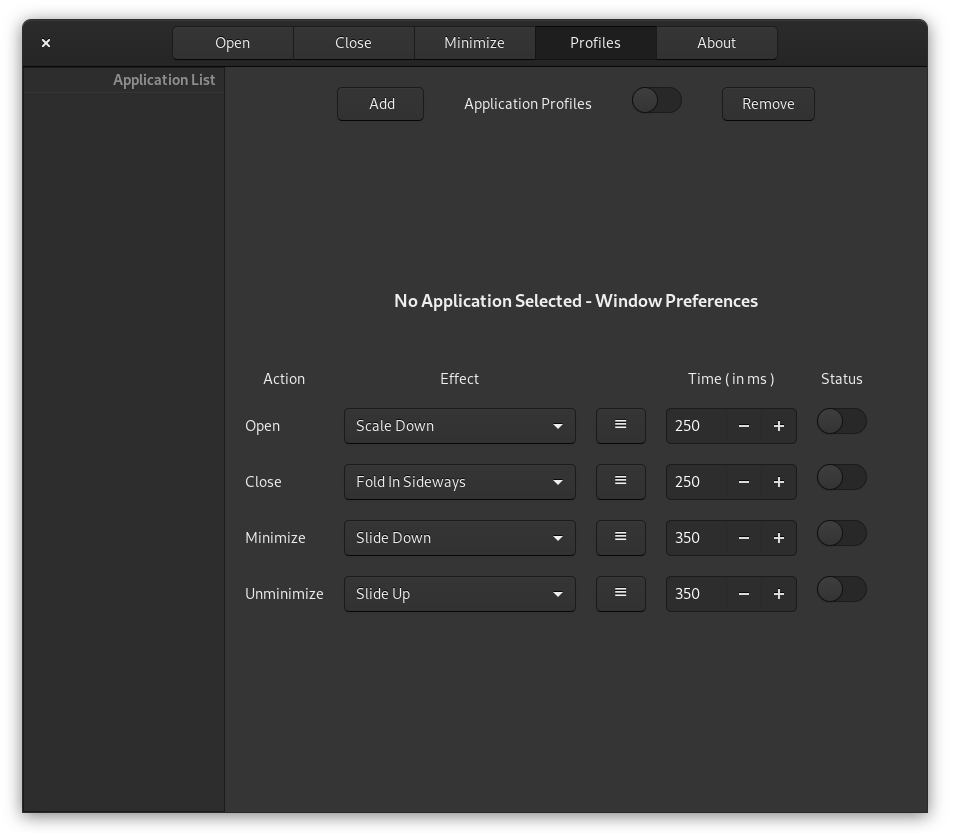 Open Close Minimize Profiles About
Application List
Add Application Profiles Remove
No Application Selected - Window Preferences
Action Effect Time ( in ms ) Status
Open Scale Down 250 − +
Close Fold In Sideways 250 − +
Minimize Slide Down 350 − +
Unminimize Slide Up 350 − +